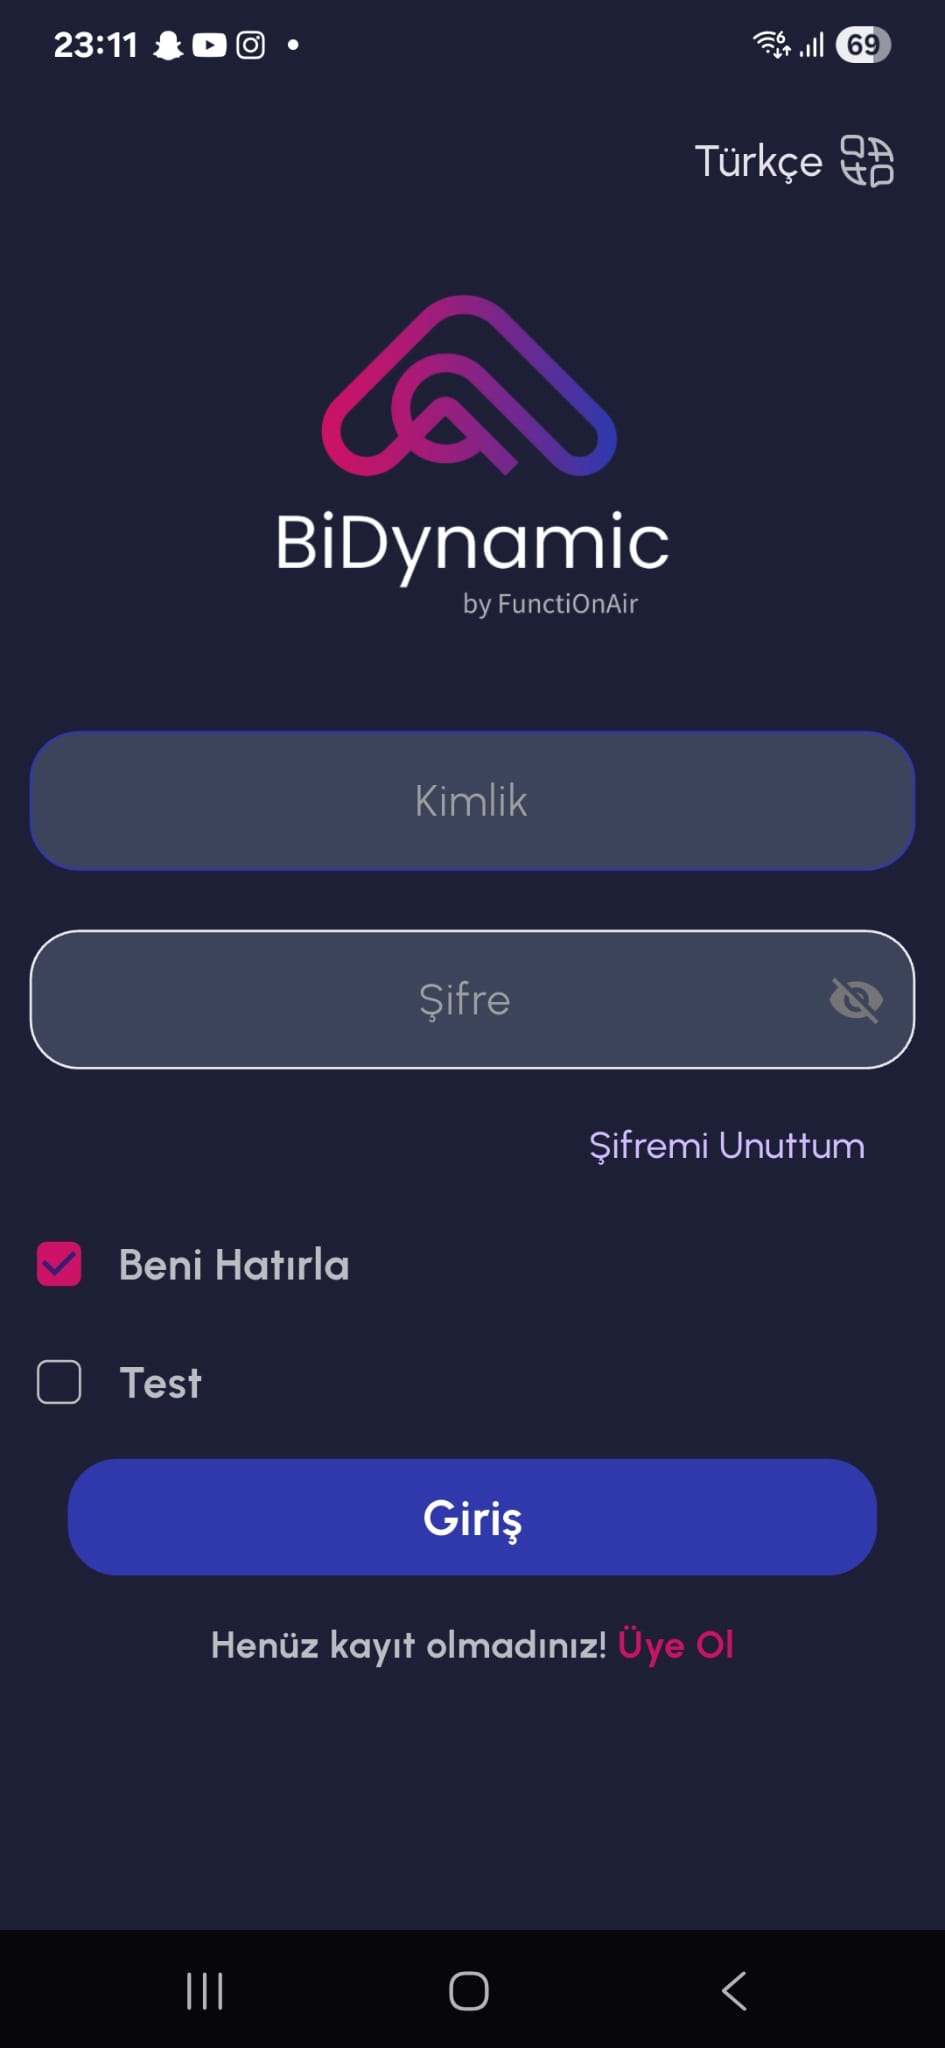 23:11
69
Türkçe
BiDynamic
by FunctiOnAir
Kimlik
Şifre
Şifremi Unuttum
Beni Hatırla
Test
Giriş
Henüz kayıt olmadınız! Üye Ol